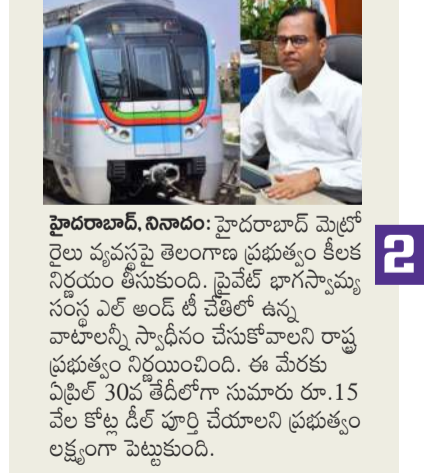 హైదరాబాద్, నినాదం: హైదరాబాద్ మెట్రో
రైలు వ్యవస్థపై తెలంగాణ ప్రభుత్వం కీలక
నిర్ణయం తీసుకుంది. ప్రైవేట్ భాగస్వామ్య
సంస్థ ఎల్ అండ్ టీ చేతిలో ఉన్న
వాటాలన్నీ స్వాధీనం చేసుకోవాలని రాష్ట్ర
ప్రభుత్వం నిర్ణయించింది. ఈ మేరకు
ఏప్రిల్ 30వ తేదీలోగా సుమారు రూ.15
వేల కోట్ల డీల్ పూర్తి చేయాలని ప్రభుత్వం
లక్ష్యంగా పెట్టుకుంది.
2